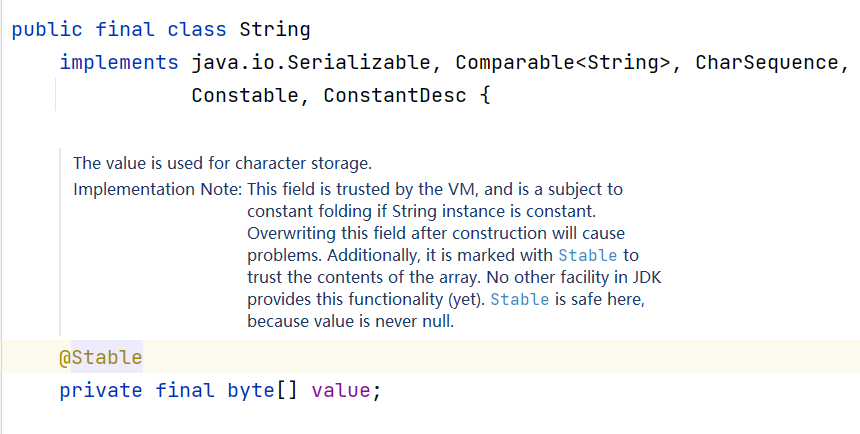 public final class String
implements java.io.Serializable, Comparable<String>, CharSequence,
Constable, ConstantDesc {
The value is used for character storage.
Implementation Note: This field is trusted by the VM, and is a subject to
constant folding if String instance is constant.
Overwriting this field after construction will cause
problems. Additionally, it is marked with Stable to
trust the contents of the array. No other facility in JDK
provides this functionality (yet). Stable is safe here,
because value is never null.
@Stable
private final byte[] value;